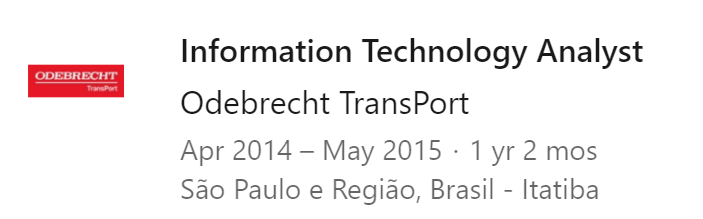 Information Technology Analyst
ODEBRECHT
TransPort
Odebrecht TransPort
Apr 2014 – May 2015 · 1 yr 2 mos
São Paulo e Região, Brasil - Itatiba